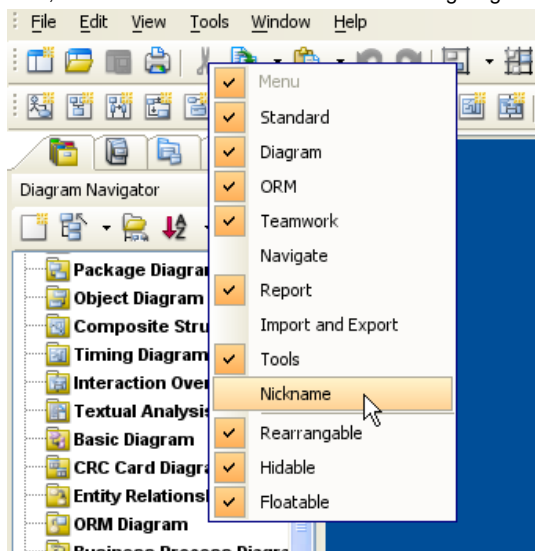 File Edit View Tools Window Help
Menu
Standard
Diagram
ORM
Teamwork
Navigate
Report
Import and Export
Tools
Nickname
Rearrangable
Hidable
Floatable
Diagram Navigator
Package Diagra
Object Diagram
Composite Stru
Timing Diagram
Interaction Over
Textual Analysis
Basic Diagram
CRC Card Diagra
Entity Relations
ORM Diagram